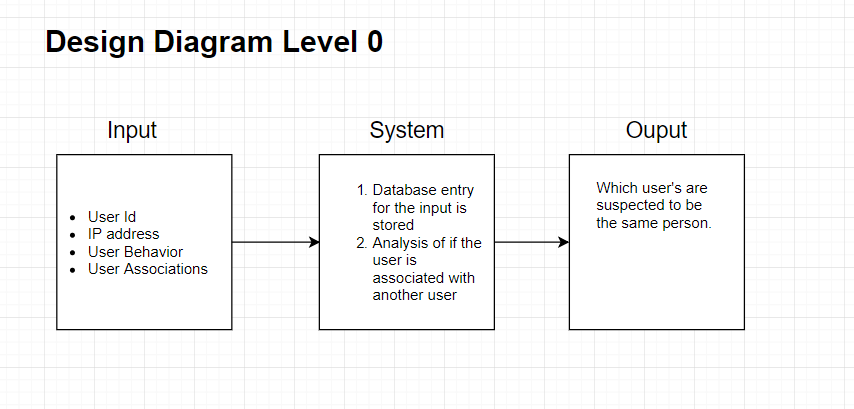 Design Diagram Level 0
Input
System
Ouput
• User Id
• IP address
• User Behavior
• User Associations
1. Database entry
for the input is
stored
2. Analysis of if the
user is
associated with
another user
Which user's are
suspected to be
the same person.